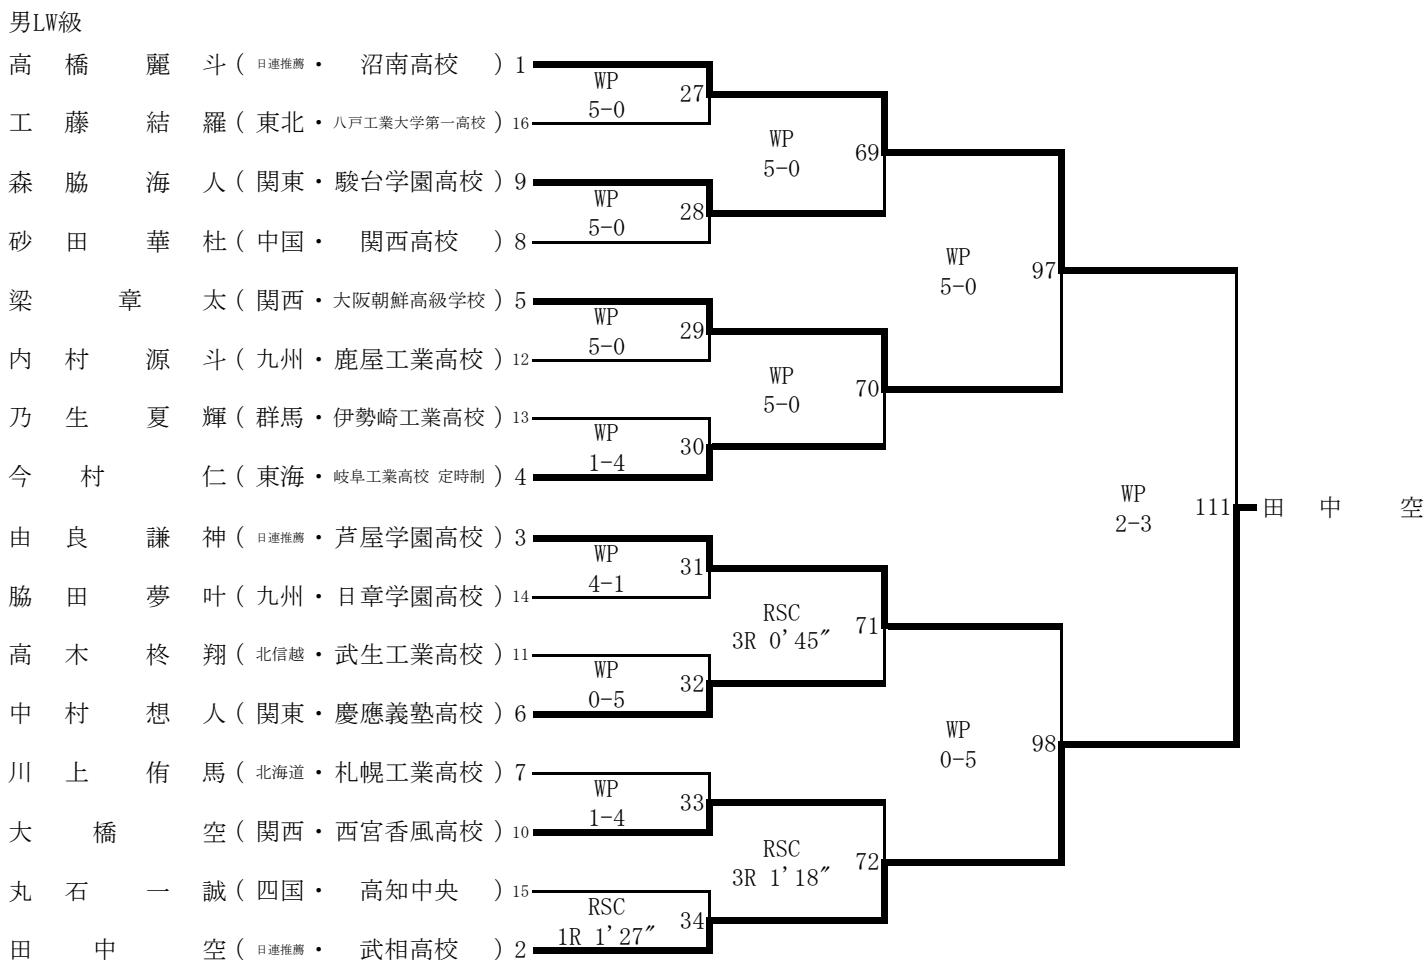 男LW級
高橋 麗斗 ( 日連推薦 ・ 沼南高校 ) 1
WP
5-0
27
工藤 結羅 ( 東北 ・ 八戸工業大学第一高校 ) 16
WP
5-0
69
森脇 海人 ( 関東 ・ 駿台学園高校 ) 9
WP
5-0
28
砂田 華杜 ( 中国 ・ 関西高校 ) 8
WP
5-0
97
梁 章太 ( 関西 ・ 大阪朝鮮高級学校 ) 5
WP
5-0
29
内村 源斗 ( 九州 ・ 鹿屋工業高校 ) 12
WP
5-0
70
乃生 夏輝 ( 群馬 ・ 伊勢崎工業高校 ) 13
WP
1-4
30
今村 仁 ( 東海 ・ 岐阜工業高校 定時制 ) 4
WP
2-3
111 田中 空
由良 謙神 ( 日連推薦 ・ 芦屋学園高校 ) 3
WP
4-1
31
脇田 夢叶 ( 九州 ・ 日章学園高校 ) 14
RSC
3R 0'45″
71
高木 柊翔 ( 北信越 ・ 武生工業高校 ) 11
WP
0-5
32
中村 想人 ( 関東 ・ 慶應義塾高校 ) 6
WP
0-5
98
川上 侑馬 ( 北海道 ・ 札幌工業高校 ) 7
WP
1-4
33
大橋 空 ( 関西 ・ 西宮香風高校 ) 10
RSC
3R 1'18″
72
丸石 一誠 ( 四国 ・ 高知中央 ) 15
RSC
1R 1'27″
34
田中 空 ( 日連推薦 ・ 武相高校 ) 2